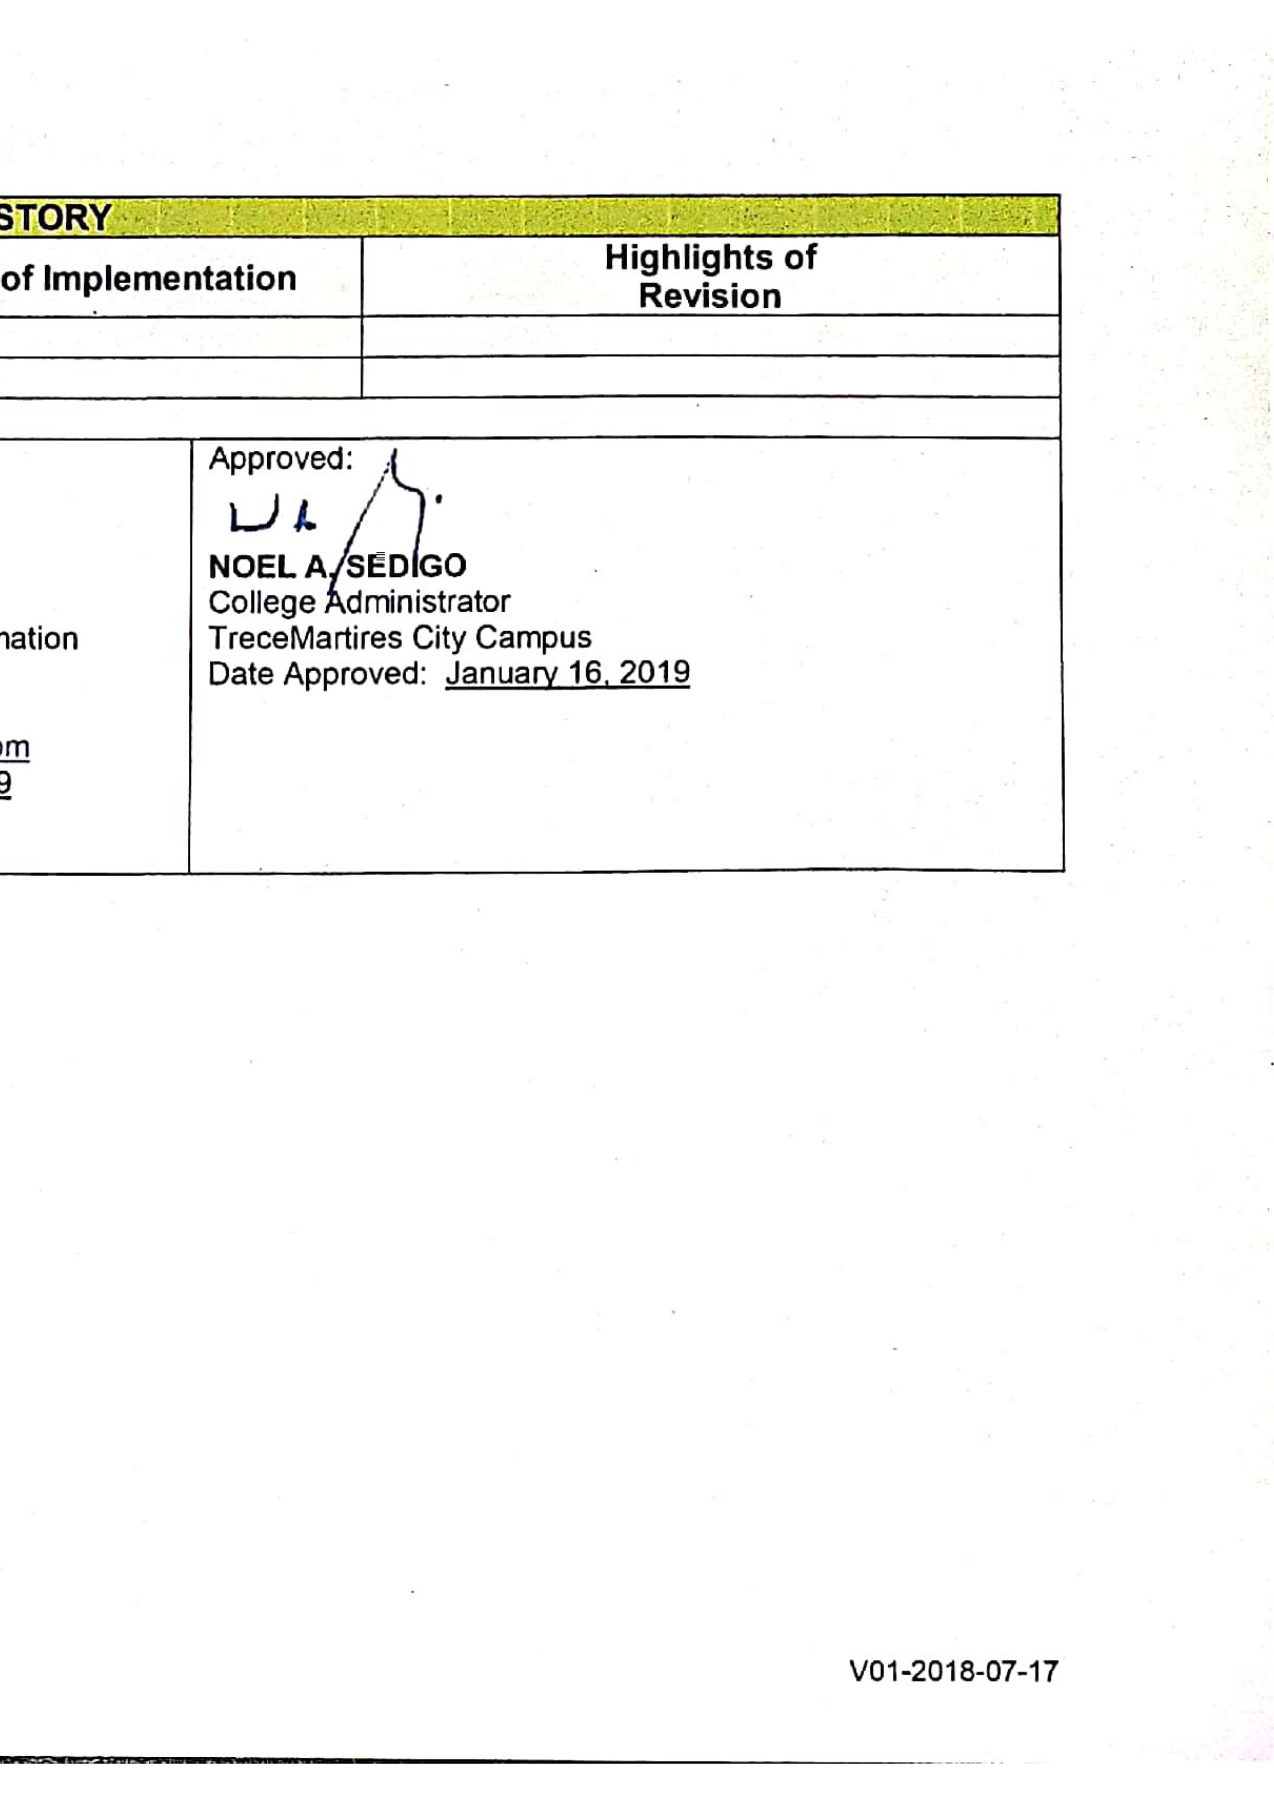 STORY
of Implementation
Highlights of
Revision
Approved:
NOEL A. SEDIGO
College Administrator
nation
TreceMartires City Campus
Date Approved: January 16, 2019
om
9
V01-2018-07-17